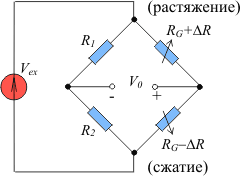 (растяжение)
R1
RG+ΔR
Vex
V0
- +
R2
RG−ΔR
(сжатие)